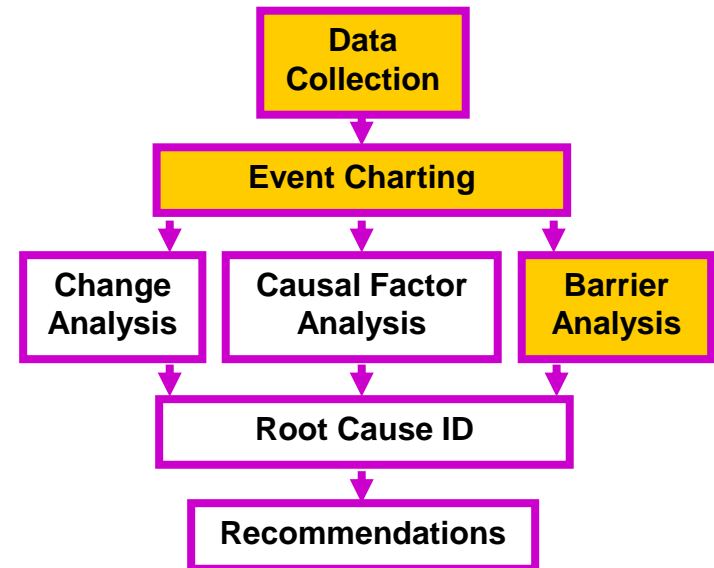 Data
Collection
Event Charting
Change
Analysis
Causal Factor
Analysis
Barrier
Analysis
Root Cause ID
Recommendations